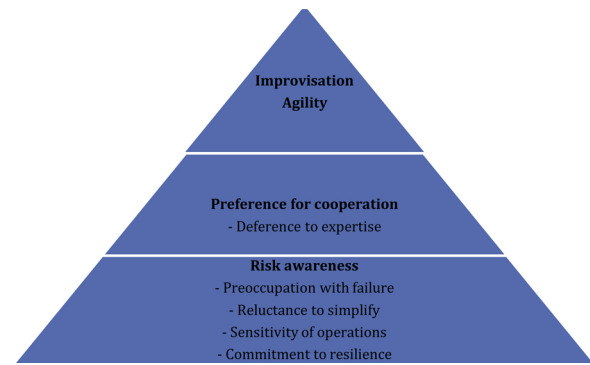 Improvisation
Agility
Preference for cooperation
- Deference to expertise
Risk awareness
- Preoccupation with failure
- Reluctance to simplify
- Sensitivity of operations
- Commitment to resilience